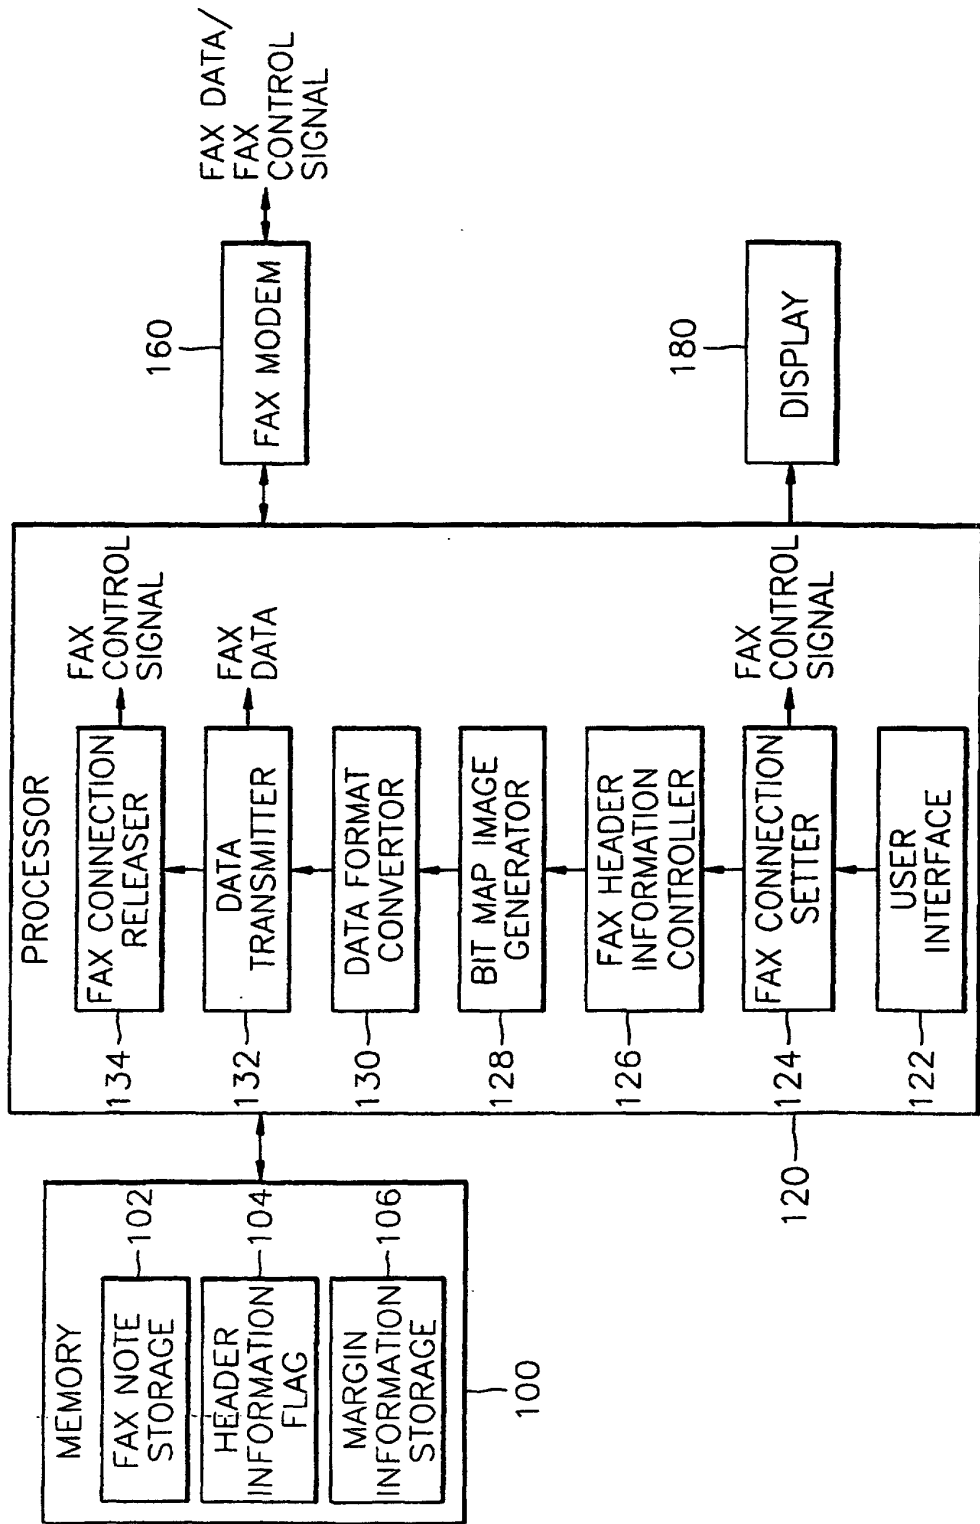 MEMORY
FAX NOTE
STORAGE
102
HEADER
INFORMATION
FLAG
104
MARGIN
INFORMATION
STORAGE
106
100
PROCESSOR
FAX CONNECTION
RELEASER
134
FAX
CONTROL
SIGNAL
DATA
TRANSMITTER
132
FAX
DATA
DATA FORMAT
CONVERTOR
130
BIT MAP IMAGE
GENERATOR
128
FAX HEADER
INFORMATION
CONTROLLER
126
FAX CONNECTION
SETTER
124
FAX
CONTROL
SIGNAL
USER
INTERFACE
122
120
160
FAX MODEM
FAX DATA/
FAX
CONTROL
SIGNAL
180
DISPLAY